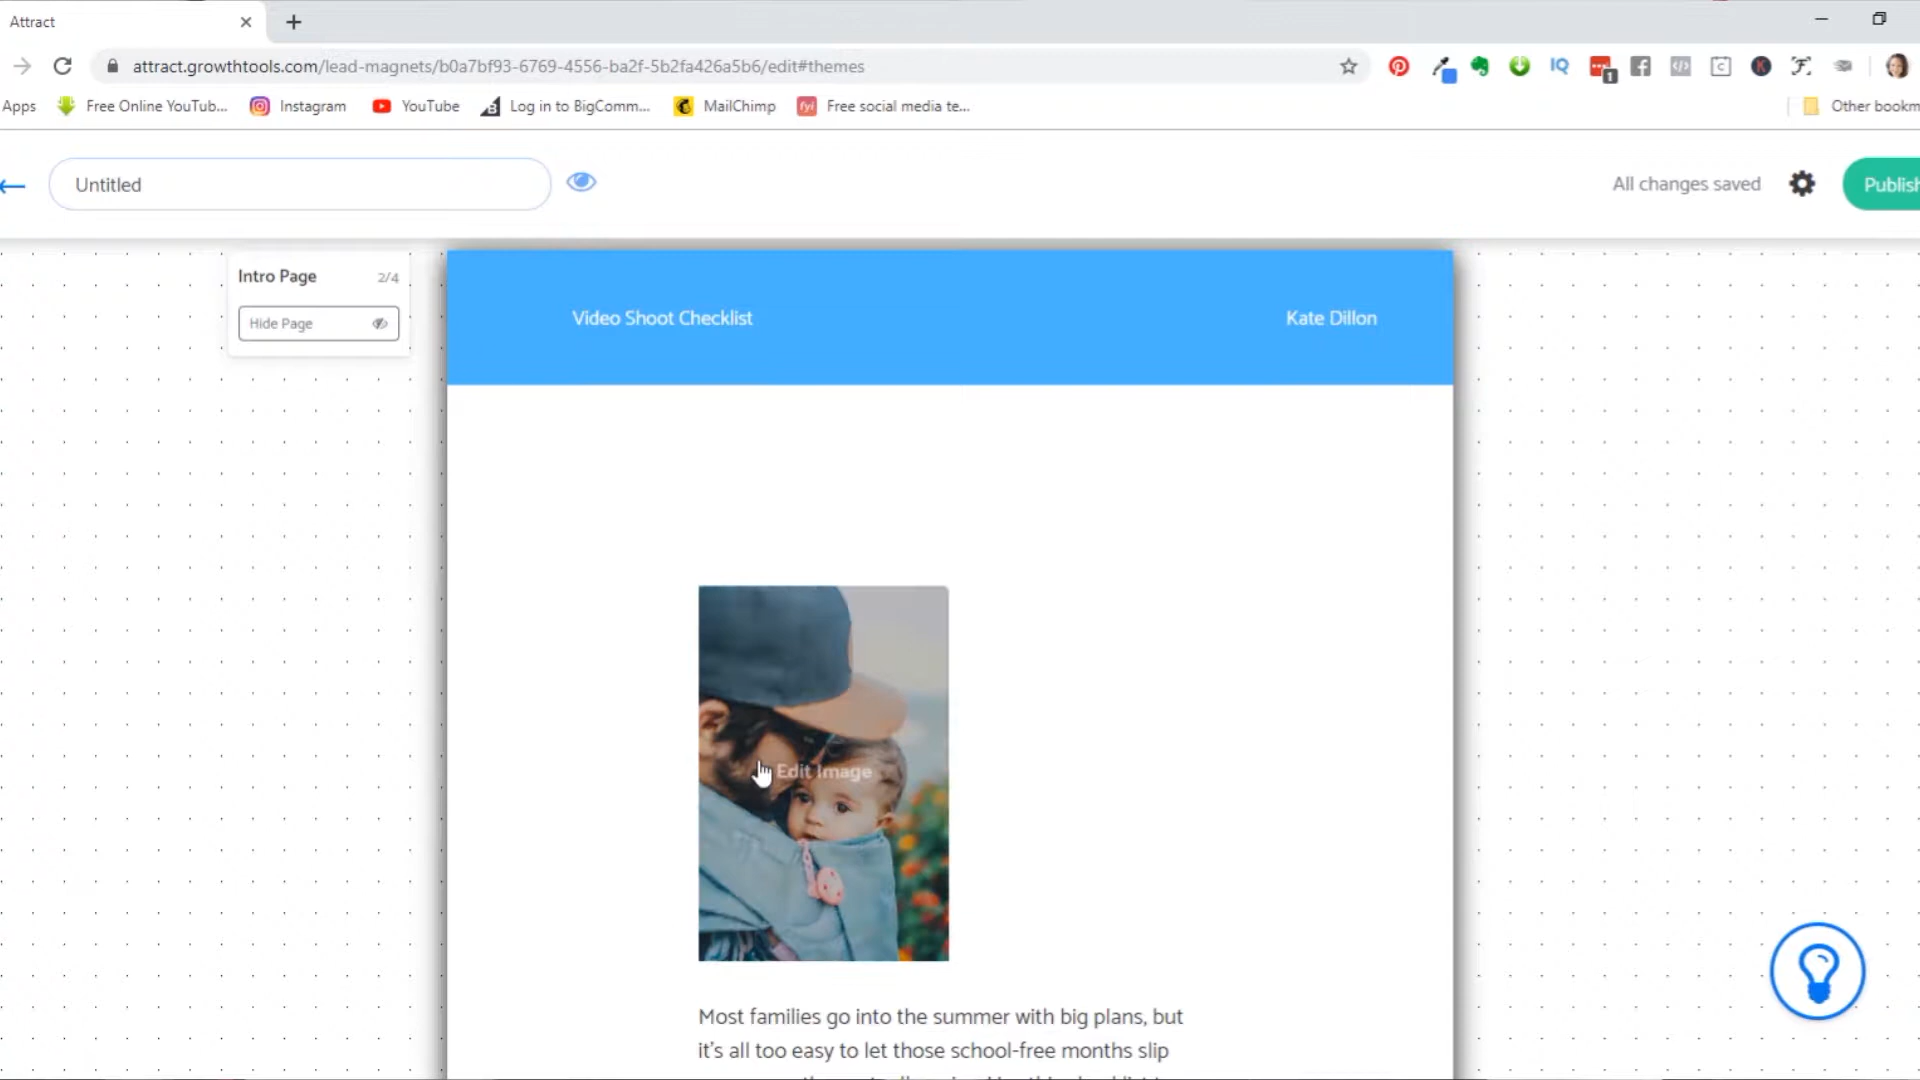 Attract
attract.growthtools.com/lead-magnets/b0a7bf93-6769-4556-ba2f-5b2fa426a5b6/edit#themes
IQ
1
Apps
Free Online YouTub...
Instagram
YouTube
Log in to BigComm...
MailChimp
fyi
Free social media te...
Other bookm
Untitled
All changes saved
Publish
Intro Page
2/4
Hide Page
Video Shoot Checklist
Kate Dillon
Edit Image
Most families go into the summer with big plans, but
it's all too easy to let those school-free months slip